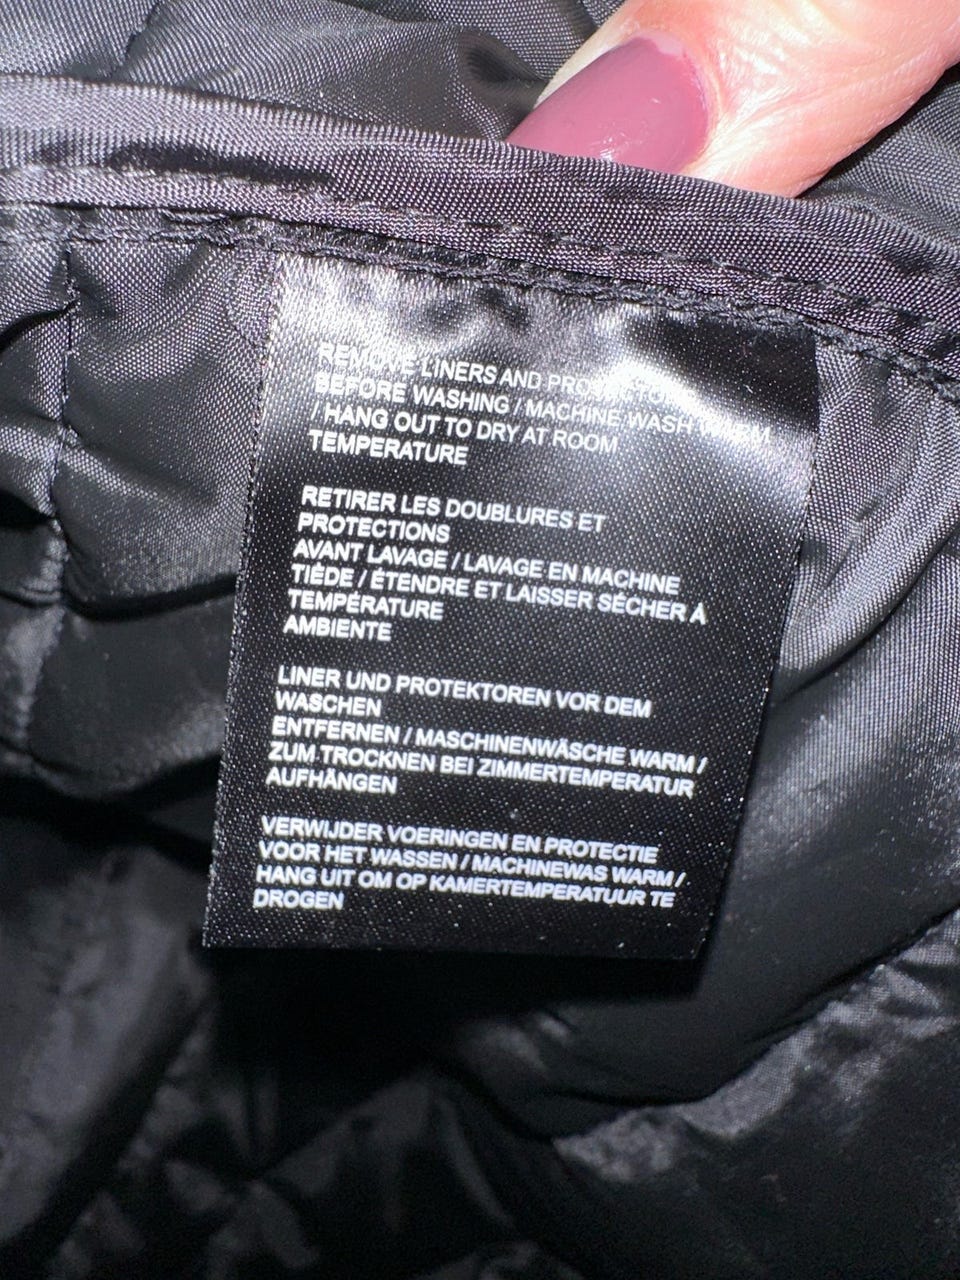 REMOVE LINERS AND PROTECTORS
BEFORE WASHING / MACHINE WASH WARM
/ HANG OUT TO DRY AT ROOM
TEMPERATURE
RETIRER LES DOUBLURES ET
PROTECTIONS
AVANT LAVAGE / LAVAGE EN MACHINE
TIÈDE / ÉTENDRE ET LAISSER SÉCHER À
TEMPÉRATURE
AMBIENTE
LINER UND PROTEKTOREN VOR DEM
WASCHEN
ENTFERNEN / MASCHINENWÄSCHE WARM /
ZUM TROCKNEN BEI ZIMMERTEMPERATUR
AUFHÄNGEN
VERWIJDER VOERINGEN EN PROTECTIE
VOOR HET WASSEN / MACHINEWAS WARM /
HANG UIT OM OP KAMERTEMPERATUUR TE
DROGEN